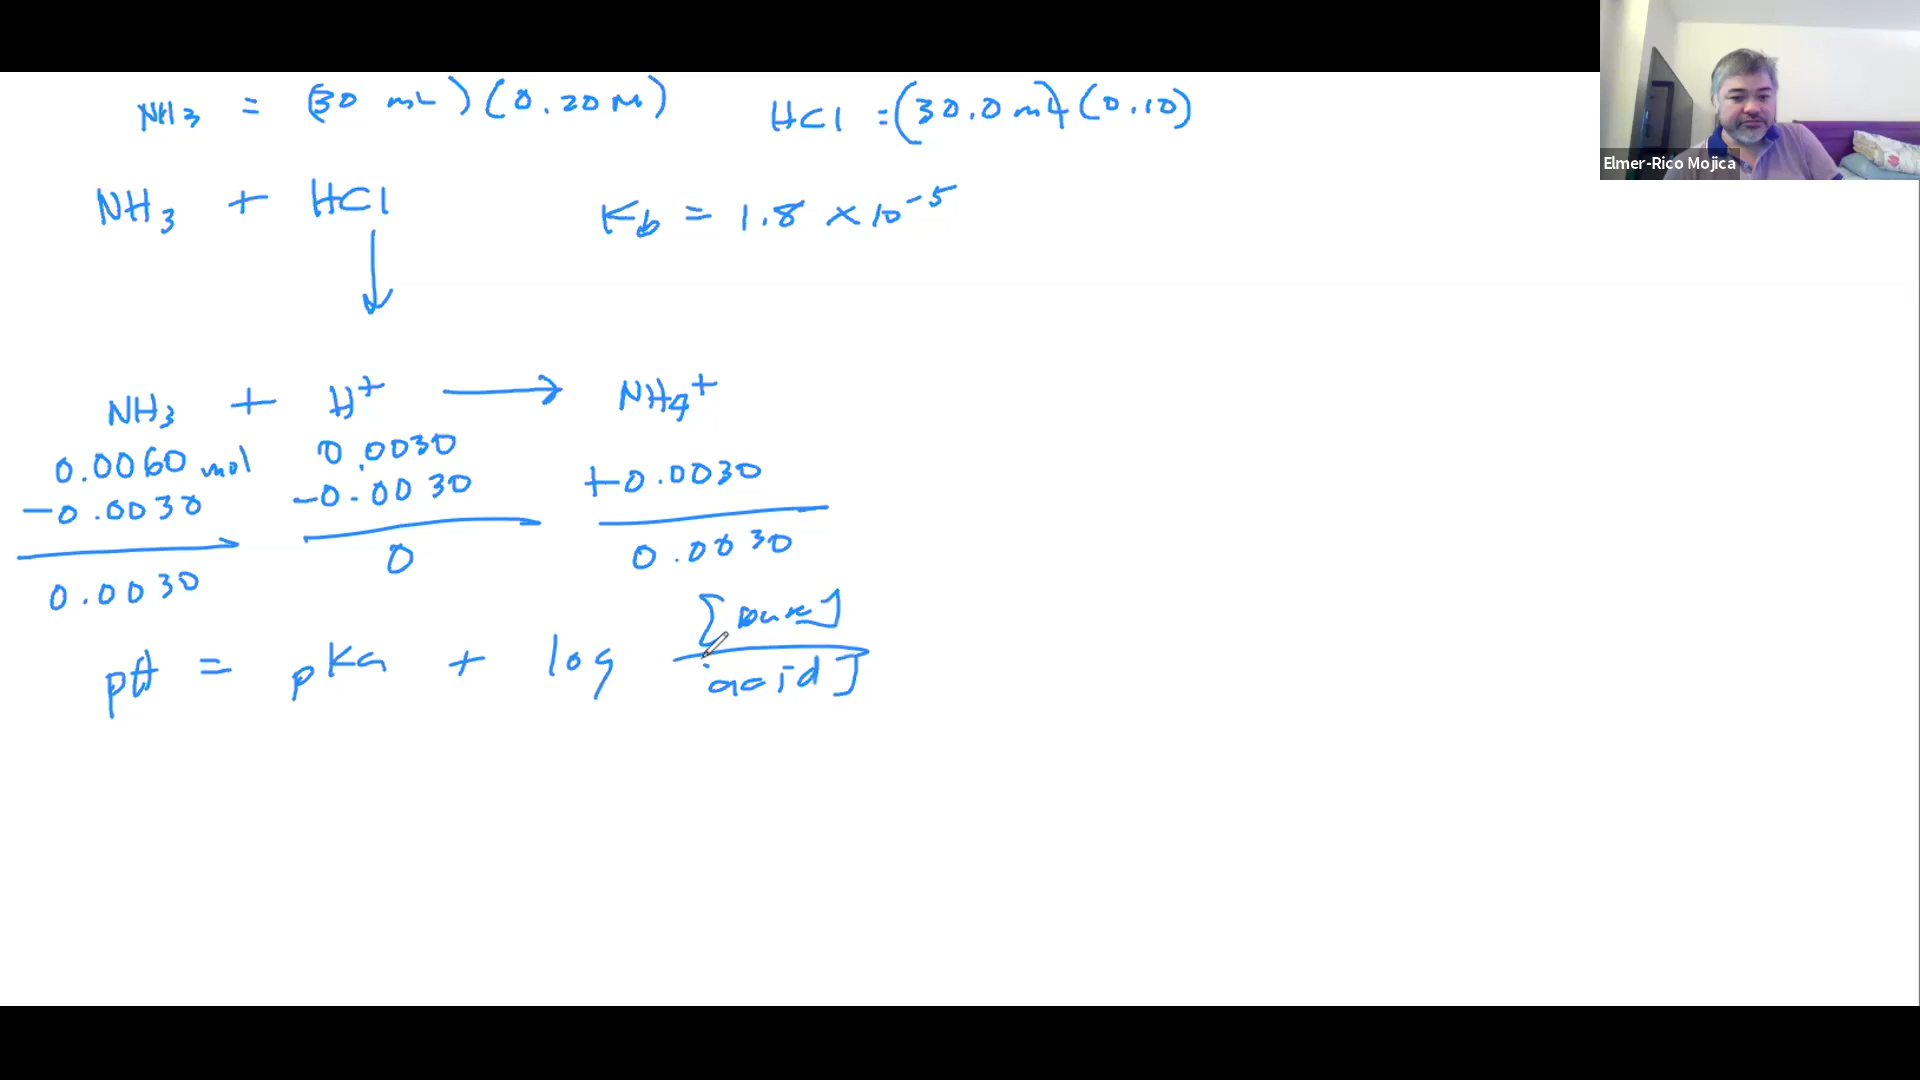 NH3 = (30 mL) (0.20 M) HCl = (30.0 mL) (0.10)
Elmer-Rico Mojica
NH3 + HCl Kb = 1.8 × 10^-5
↓
NH3 + H+ → NH4+
0.0060 mol 0.0030
-0.0030 -0.0030 +0.0030
0.0030 0 0.0030
[base]
pH = pKa + log
acid]